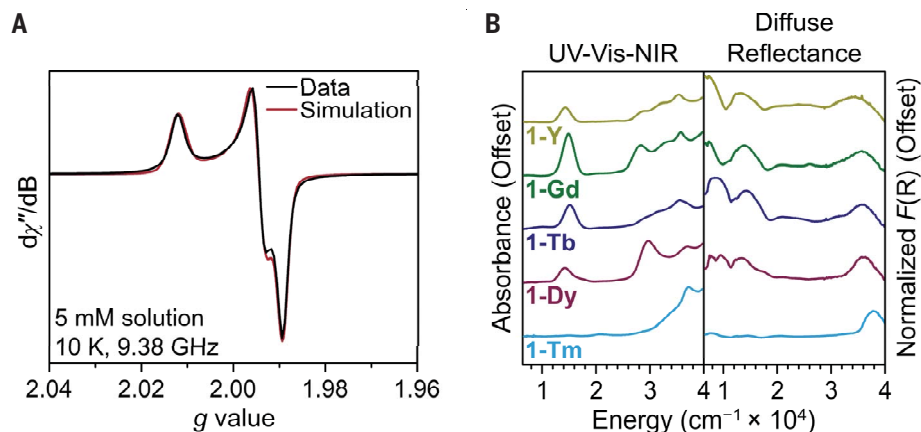 A
Data
Simulation
dχ″/dB
5 mM solution
10 K, 9.38 GHz
2.04 2.02 2.00 1.98 1.96
g value
B
UV-Vis-NIR
Diffuse
Reflectance
Absorbance (Offset)
1-Y
1-Gd
1-Tb
1-Dy
1-Tm
Normalized F(R) (Offset)
1 2 3 4 1 2 3 4
Energy (cm⁻¹ × 10⁴)